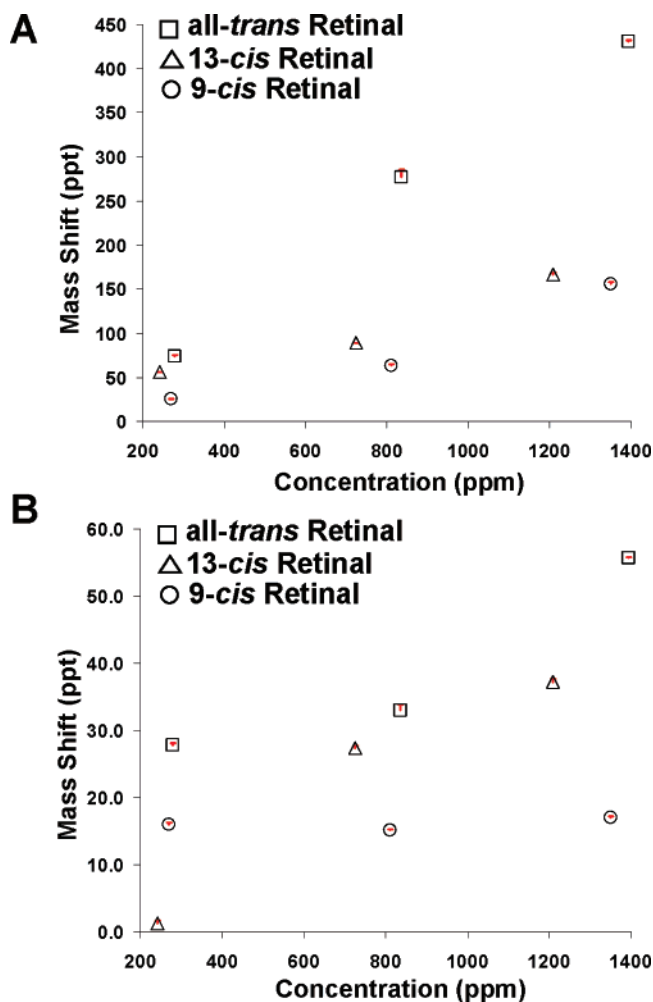 A
all-trans Retinal
13-cis Retinal
9-cis Retinal
450
400
350
300
250
200
150
100
50
0
Mass Shift (ppt)
200 400 600 800 1000 1200 1400
Concentration (ppm)
B
all-trans Retinal
13-cis Retinal
9-cis Retinal
60.0
50.0
40.0
30.0
20.0
10.0
0.0
Mass Shift (ppt)
200 400 600 800 1000 1200 1400
Concentration (ppm)